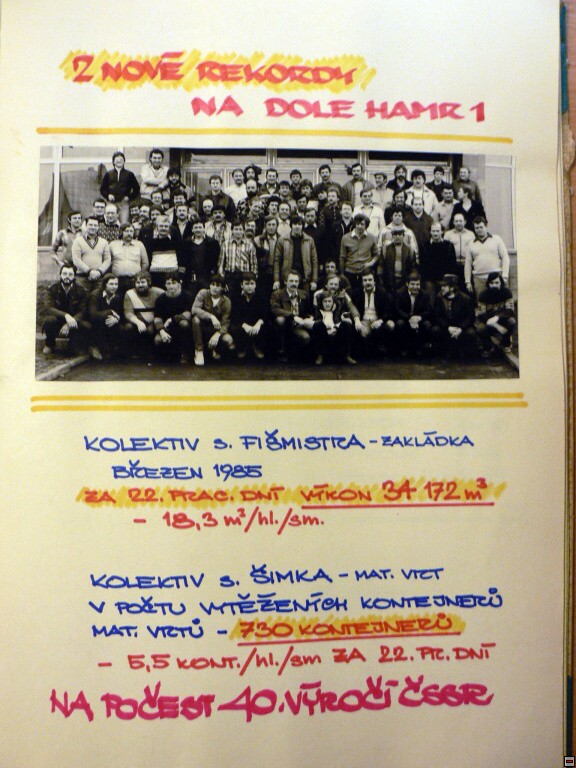 2 NOVÉ REKORDY
NA DOLE HAMR 1
KOLEKTIV s. FIŠMISTRA - ZAKLÁDKA
BŘEZEN 1985
ZA 22. PRAC. DNÍ VÝKON 34 172 m³
- 18,3 m³/hl./sm.
KOLEKTIV s. ŠIMKA - MAT. VRT
V POČTU VYTĚŽENÝCH KONTEJNERŮ
MAT. VRTŮ - 730 KONTEJNERŮ
- 5,5 KONT./hl./sm ZA 22. PR. DNÍ
NA POČEST 40. VÝROČÍ ČSSR